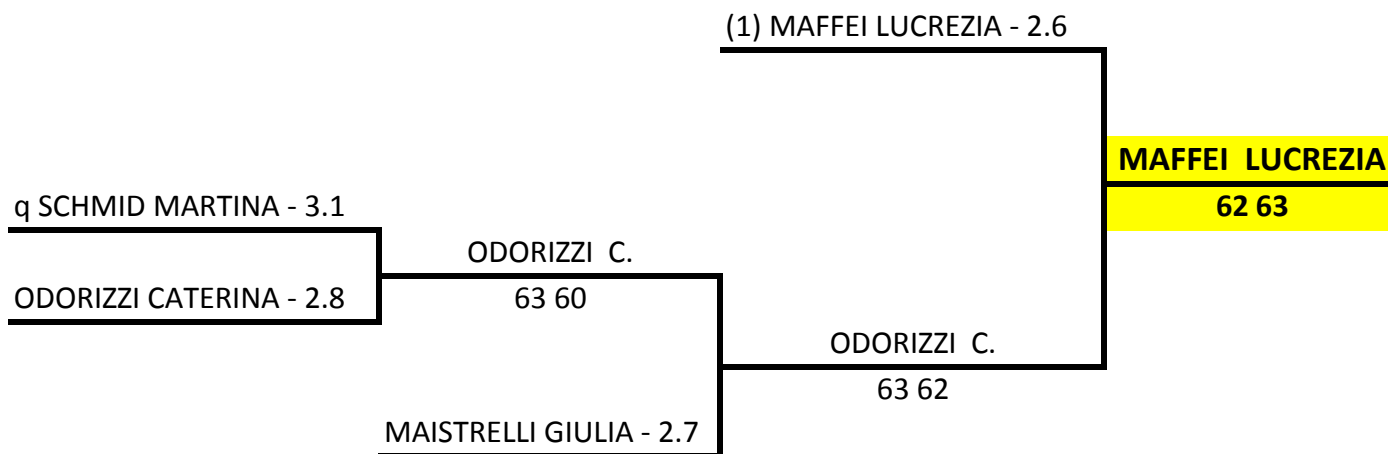 (1) MAFFEI LUCREZIA - 2.6
MAFFEI  LUCREZIA
62 63
q SCHMID MARTINA - 3.1
ODORIZZI  C.
63 60
ODORIZZI CATERINA - 2.8
ODORIZZI  C.
63 62
MAISTRELLI GIULIA - 2.7